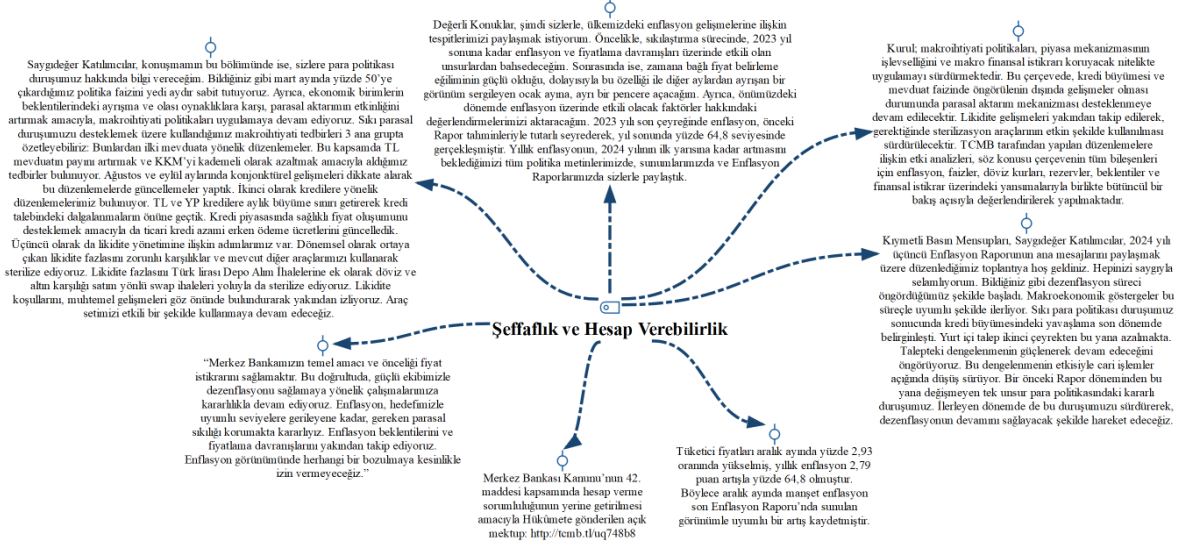 Saygıdeğer Katılımcılar, konuşmamın bu bölümünde ise, sizlere para politikası
duruşumuz hakkında bilgi vereceğim. Bildiğiniz gibi mart ayında yüzde 50’ye
çıkardığımız politika faizini yedi aydır sabit tutuyoruz. Ayrıca, ekonomik birimlerin
beklentilerindeki ayrışma ve olası oynaklıklara karşı, parasal aktarımın etkinliğini
artırmak amacıyla, makroihtiyati politikaları uygulamaya devam ediyoruz. Sıkı parasal
duruşumuzu desteklemek üzere kullandığımız makroihtiyati tedbirleri 3 ana grupta
özetleyebiliriz: Bunlardan ilki mevduata yönelik düzenlemeler. Bu kapsamda TL
mevduatın payını artırmak ve KKM’yi kademeli olarak azaltmak amacıyla aldığımız
tedbirler bulunuyor. Ağustos ve eylül aylarında konjonktürel gelişmeleri dikkate alarak
bu düzenlemelerde güncellemeler yaptık. İkinci olarak kredilere yönelik
düzenlemelerimiz bulunuyor. TL ve YP kredilere aylık büyüme sınırı getirerek kredi
talebindeki dalgalanmaların önüne geçtik. Kredi piyasasında sağlıklı fiyat oluşumunu
desteklemek amacıyla da ticari kredi azami erken ödeme ücretlerini güncelledik.
Üçüncü olarak da likidite yönetimine ilişkin adımlarımız var. Dönemsel olarak ortaya
çıkan likidite fazlasını zorunlu karşılıklar ve mevcut diğer araçlarımızı kullanarak
sterilize ediyoruz. Likidite fazlasını Türk lirası Depo Alım İhalelerine ek olarak döviz ve
altın karşılığı satım yönlü swap ihaleleri yoluyla da sterilize ediyoruz. Likidite
koşullarını, muhtemel gelişmeleri göz önünde bulundurarak yakından izliyoruz. Araç
setimizi etkili bir şekilde kullanmaya devam edeceğiz.
Değerli Konuklar, şimdi sizlerle, ülkemizdeki enflasyon gelişmelerine ilişkin
tespitlerimizi paylaşmak istiyorum. Öncelikle, sıkılaştırma sürecinde, 2023 yıl
sonuna kadar enflasyon ve fiyatlama davranışları üzerinde etkili olan
unsurlardan bahsedeceğim. Sonrasında ise, zamana bağlı fiyat belirleme
eğiliminin güçlü olduğu, dolayısıyla bu özelliği ile diğer aylardan ayrışan bir
görünüm sergileyen ocak ayına, ayrı bir pencere açacağım. Ayrıca, önümüzdeki
dönemde enflasyon üzerinde etkili olacak faktörler hakkındaki
değerlendirmelerimizi aktaracağım. 2023 yılı son çeyreğinde enflasyon, önceki
Rapor tahminleriyle tutarlı seyrederek, yıl sonunda yüzde 64,8 seviyesinde
gerçekleşmiştir. Yıllık enflasyonun, 2024 yılının ilk yarısına kadar artmasını
beklediğimizi tüm politika metinlerimizde, sunumlarımızda ve Enflasyon
Raporlarımızda sizlerle paylaştık.
Kurul; makroihtiyati politikaları, piyasa mekanizmasının
işlevselliğini ve makro finansal istikrarı koruyacak nitelikte
uygulamayı sürdürmektedir. Bu çerçevede, kredi büyümesi ve
mevduat faizinde öngörülenin dışında gelişmeler olması
durumunda parasal aktarım mekanizması desteklenmeye
devam edilecektir. Likidite gelişmeleri yakından takip edilerek,
gerektiğinde sterilizasyon araçlarının etkin şekilde kullanılması
sürdürülecektir. TCMB tarafından yapılan düzenlemelere
ilişkin etki analizleri, söz konusu çerçevenin tüm bileşenleri
için enflasyon, faizler, döviz kurları, rezervler, beklentiler ve
finansal istikrar üzerindeki yansımalarıyla birlikte bütüncül bir
bakış açısıyla değerlendirilerek yapılmaktadır.
Kıymetli Basın Mensupları, Saygıdeğer Katılımcılar, 2024 yılı
üçüncü Enflasyon Raporunun ana mesajlarını paylaşmak
üzere düzenlediğimiz toplantıya hoş geldiniz. Hepinizi saygıyla
selamlıyorum. Bildiğiniz gibi dezenflasyon süreci
öngördüğümüz şekilde başladı. Makroekonomik göstergeler bu
süreçle uyumlu şekilde ilerliyor. Sıkı para politikası duruşumuz
sonucunda kredi büyümesindeki yavaşlama son dönemde
belirginleşti. Yurt içi talep ikinci çeyrekten bu yana azalmakta.
Talepteki dengelenmenin güçlenerek devam edeceğini
öngörüyoruz. Bu dengelenmenin etkisiyle cari işlemler
açığında düşüş sürüyor. Bir önceki Rapor döneminden bu
yana değişmeyen tek unsur para politikasındaki kararlı
duruşumuz. İlerleyen dönemde de bu duruşumuzu sürdürerek,
dezenflasyonun devamını sağlayacak şekilde hareket edeceğiz.
Şeffaflık ve Hesap Verebilirlik
“Merkez Bankamızın temel amacı ve önceliği fiyat
istikrarını sağlamaktır. Bu doğrultuda, güçlü ekibimizle
dezenflasyonu sağlamaya yönelik çalışmalarımıza
kararlılıkla devam ediyoruz. Enflasyon, hedefimizle
uyumlu seviyelere gerileyene kadar, gereken parasal
sıkılığı korumakta kararlıyız. Enflasyon beklentilerini ve
fiyatlama davranışlarını yakından takip ediyoruz.
Enflasyon görünümünde herhangi bir bozulmaya kesinlikle
izin vermeyeceğiz.”
Merkez Bankası Kanunu’nun 42.
maddesi kapsamında hesap verme
sorumluluğunun yerine getirilmesi
amacıyla Hükûmete gönderilen açık
mektup: http://tcmb.tl/uq748b8
Tüketici fiyatları aralık ayında yüzde 2,93
oranında yükselmiş, yıllık enflasyon 2,79
puan artışla yüzde 64,8 olmuştur.
Böylece aralık ayında manşet enflasyon
son Enflasyon Raporu’nda sunulan
görünümle uyumlu bir artış kaydetmiştir.